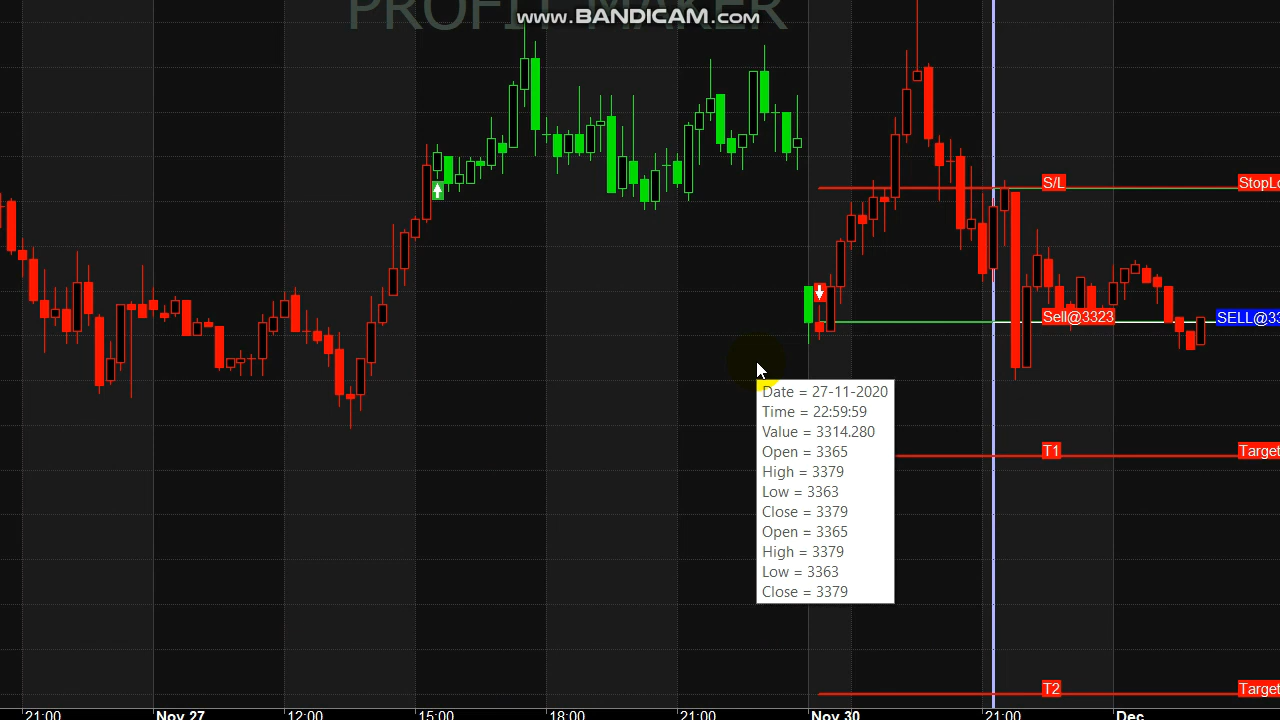 PROFIT MAKER
www.BANDICAM.com
S/L
StopLo
Sell@3323
SELL@33
Date = 27-11-2020
Time = 22:59:59
Value = 3314.280
Open = 3365
High = 3379
Low = 3363
Close = 3379
Open = 3365
High = 3379
Low = 3363
Close = 3379
T1
Target
T2
Target
21:00
Nov 27
12:00
15:00
18:00
21:00
Nov 30
21:00
Dec